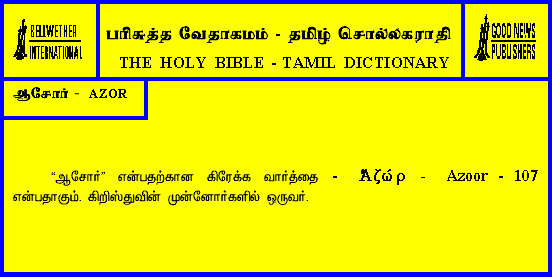 BELLWETHER
INTERNATIONAL
பரிசுத்த வேதாகமம் - தமிழ் சொல்லகராதி
THE HOLY BIBLE - TAMIL DICTIONARY
GOOD NEWS
PUBLISHERS
ஆசோர் - AZOR
“ஆசோர்” என்பதற்கான கிரேக்க வார்த்தை - Ἀζώρ - Azoor - 107
என்பதாகும். கிறிஸ்துவின் முன்னோர்களில் ஒருவர்.